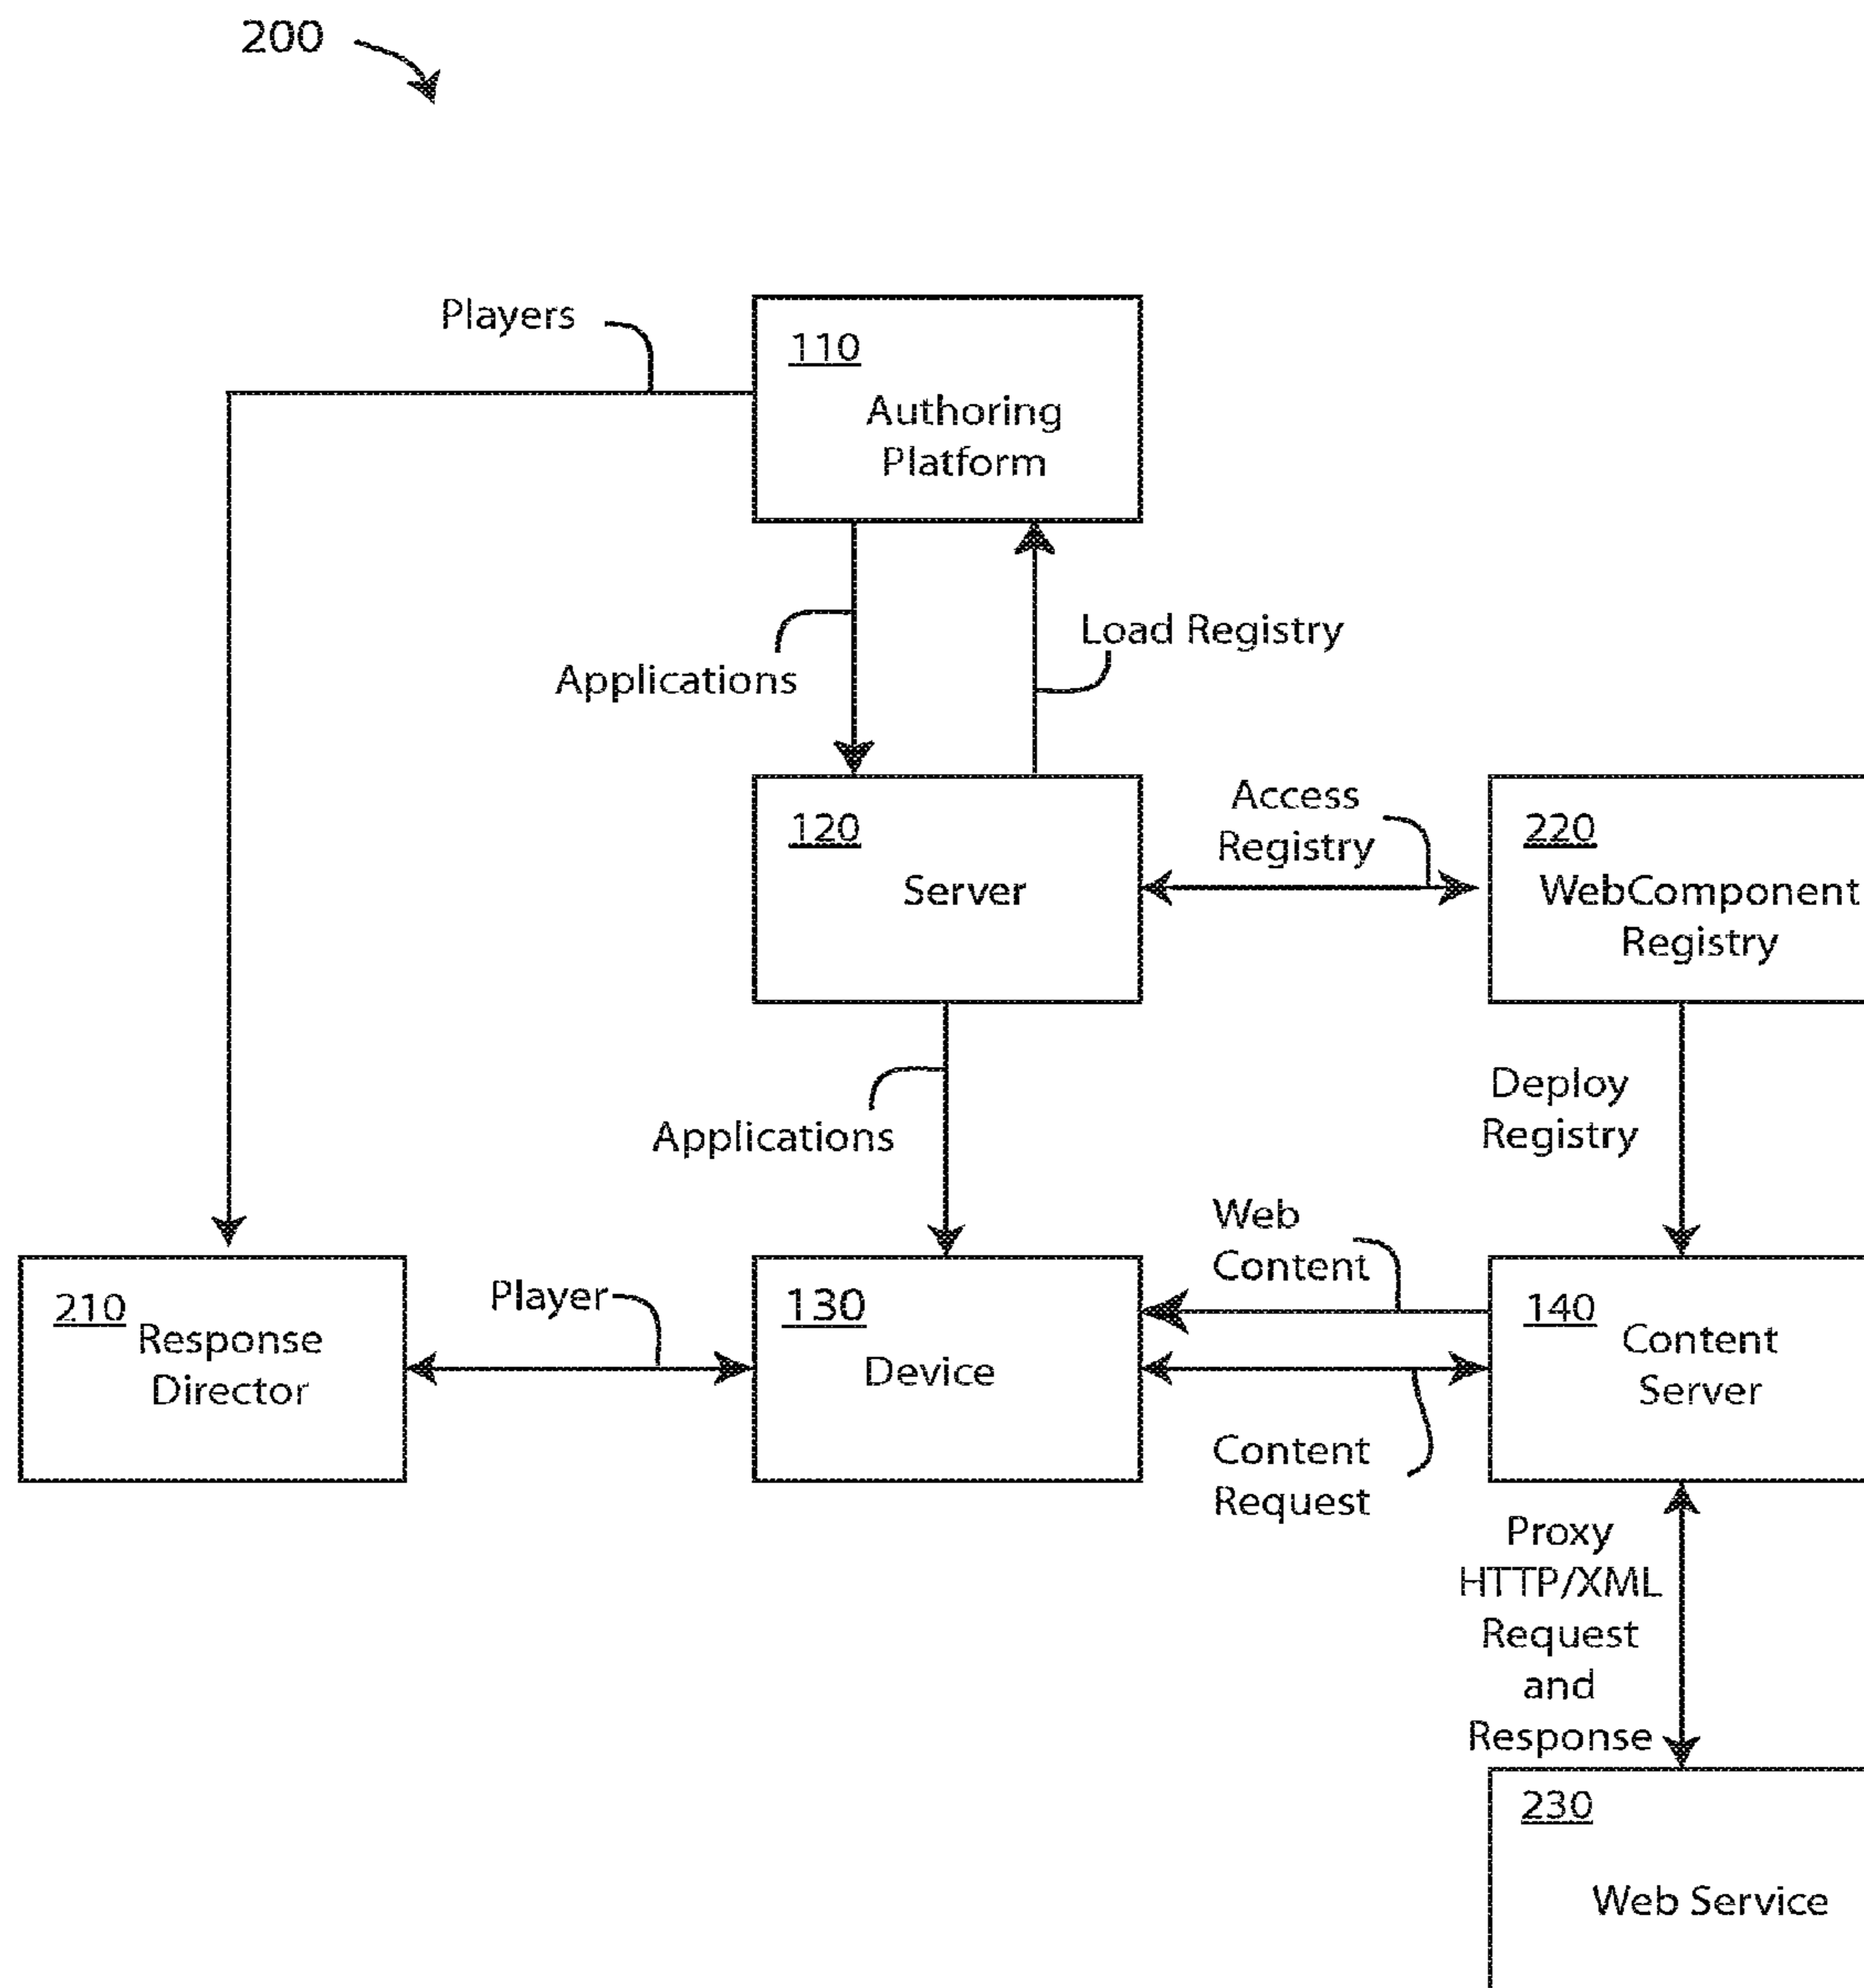 200
Players
110
Authoring
Platform
Applications
Load Registry
120
Server
Access
Registry
220
WebComponent
Registry
Applications
Deploy
Registry
210
Response
Director
Player
130
Device
Web
Content
Content
Request
140
Content
Server
Proxy
HTTP/XML
Request
and
Response
230
Web Service